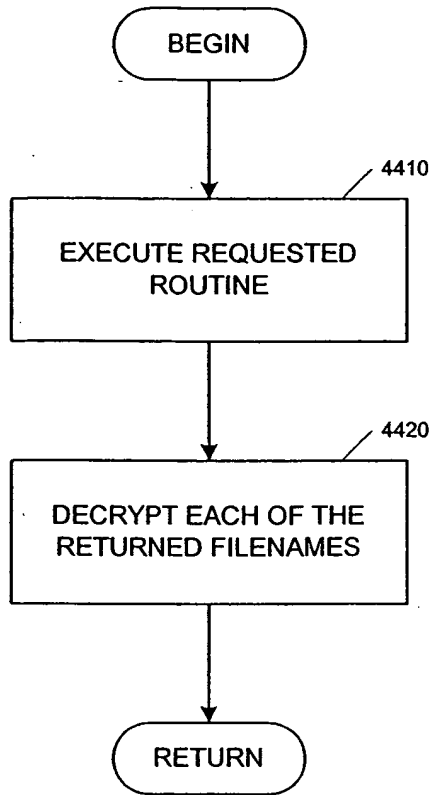 BEGIN
4410
EXECUTE REQUESTED
ROUTINE
4420
DECRYPT EACH OF THE
RETURNED FILENAMES
RETURN